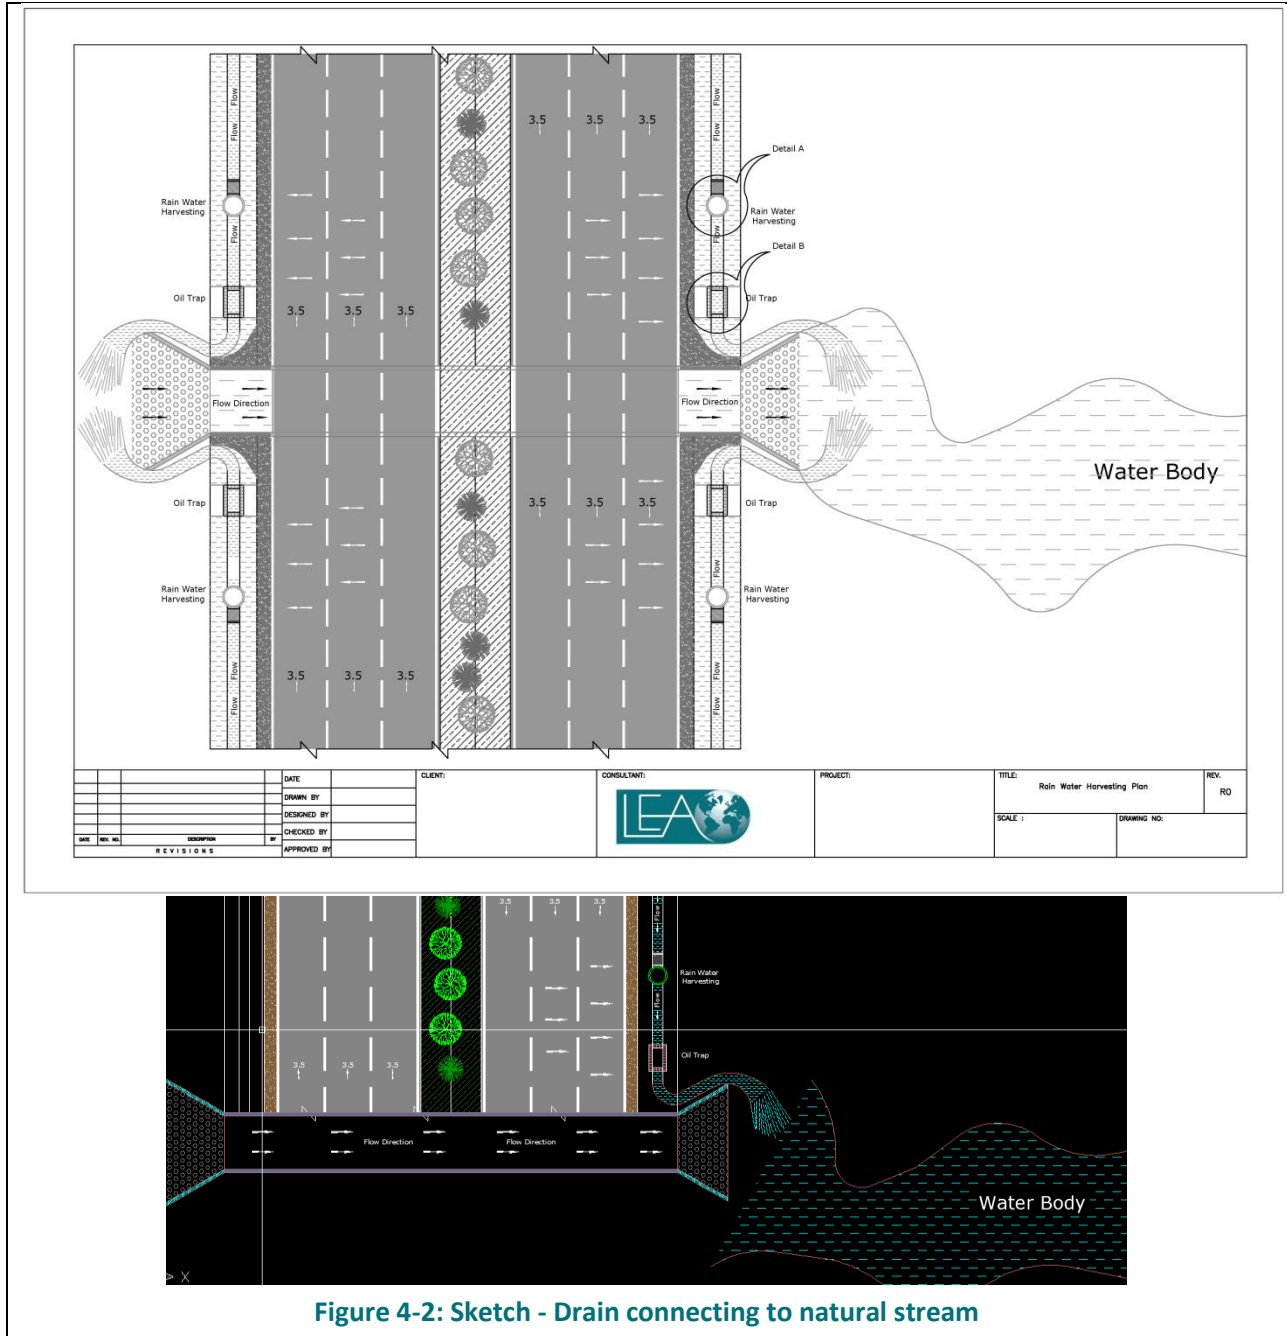 Flow
Flow
Flow
Flow
3.5 3.5 3.5
Detail A
Rain Water
Harvesting
Rain Water
Harvesting
Flow
Flow
Detail B
Oil Trap
Oil Trap
3.5 3.5 3.5
Flow Direction
Flow Direction
Water Body
Oil Trap
3.5 3.5 3.5
Oil Trap
Rain Water
Harvesting
Rain Water
Harvesting
Flow
Flow
3.5 3.5 3.5
Flow
Flow
DATE
CLIENT:
CONSULTANT:
PROJECT:
TITLE:
Rain Water Harvesting Plan
REV.
R0
DRAWN BY
DESIGNED BY
LEA
SCALE :
DRAWING NO:
CHECKED BY
DATE REV. NO. DESCRIPTION BY
REVISIONS
APPROVED BY
3.5 3.5 3.5
Flow
Rain Water
Harvesting
Flow
Oil Trap
3.5 3.5 3.5
Flow Direction
Flow Direction
Water Body
X
Figure 4-2: Sketch - Drain connecting to natural stream